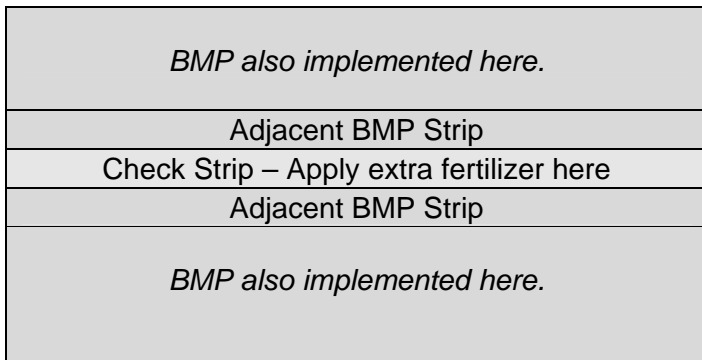 BMP also implemented here.
Adjacent BMP Strip
Check Strip – Apply extra fertilizer here
Adjacent BMP Strip
BMP also implemented here.